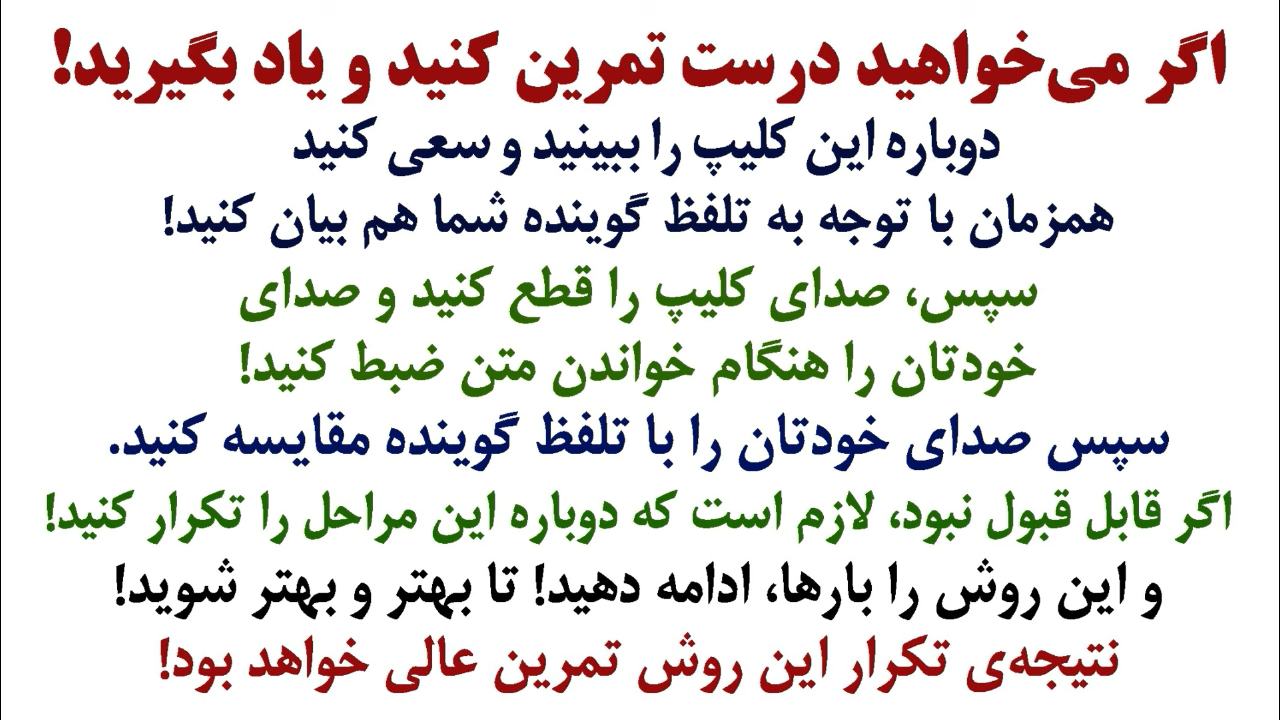 اگر می‌خواهید درست تمرین کنید و یاد بگیرید!
دوباره این کلیپ را ببینید و سعی کنید
همزمان با توجه به تلفظ گوینده شما هم بیان کنید!
سپس، صدای کلیپ را قطع کنید و صدای
خودتان را هنگام خواندن متن ضبط کنید!
سپس صدای خودتان را با تلفظ گوینده مقایسه کنید.
اگر قابل قبول نبود، لازم است که دوباره این مراحل را تکرار کنید!
و این روش را بارها، ادامه دهید! تا بهتر و بهتر شوید!
نتیجه‌ی تکرار این روش تمرین عالی خواهد بود!